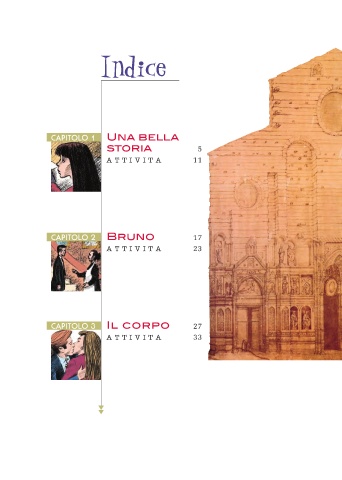 Indice
CAPITOLO 1
UNA BELLA
STORIA 5
ATTIVITÀ 11
CAPITOLO 2
BRUNO 17
ATTIVITÀ 23
CAPITOLO 3
IL CORPO 27
ATTIVITÀ 33